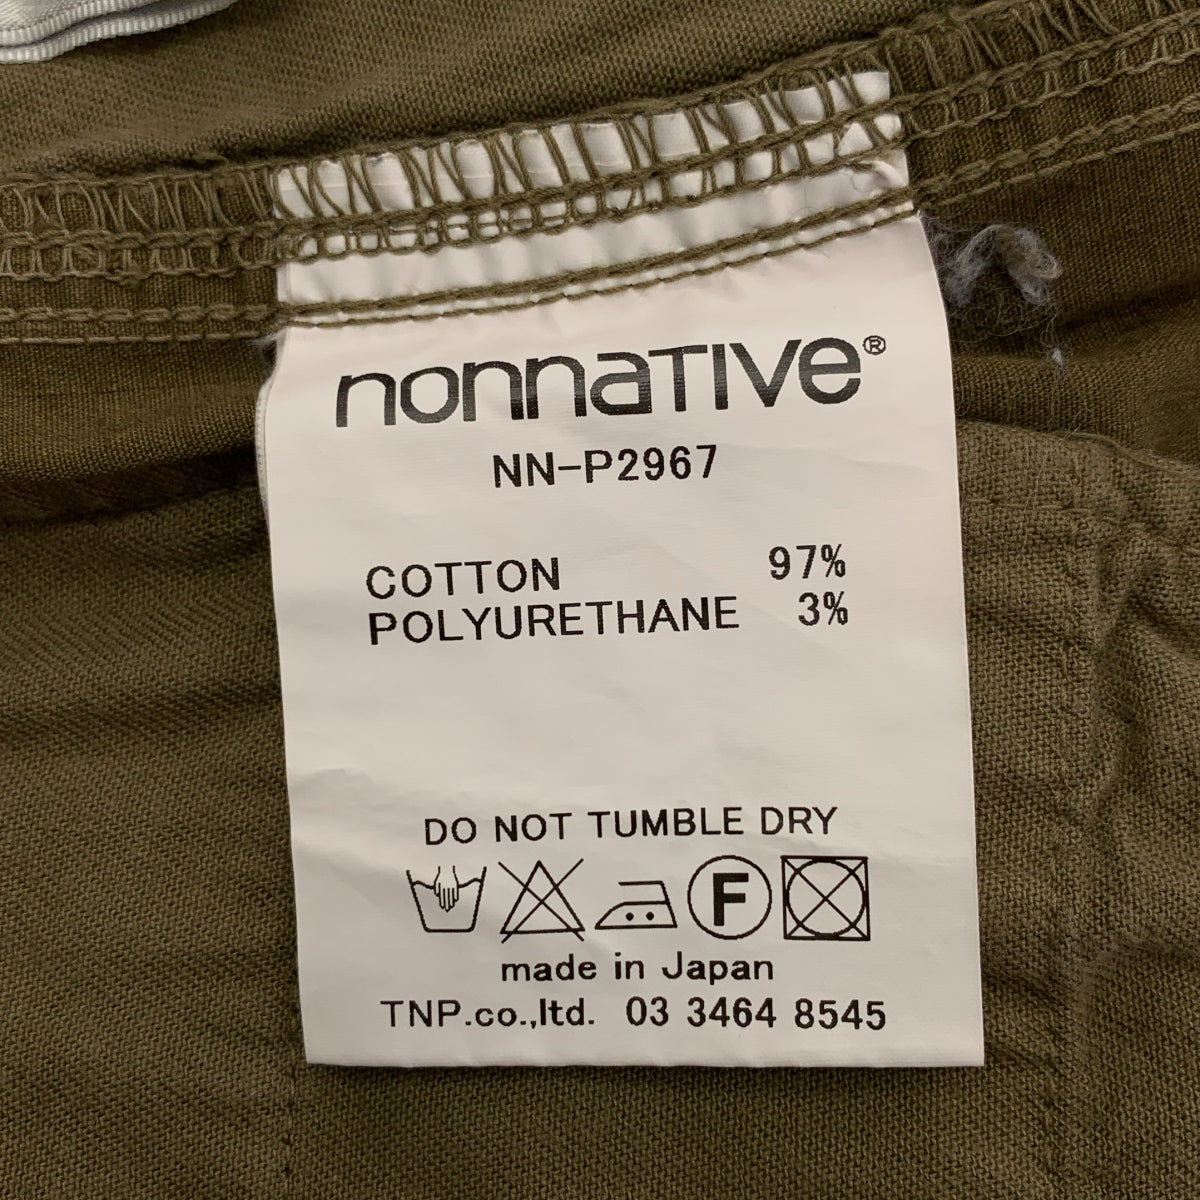 nonnative®
NN-P2967
COTTON 97%
POLYURETHANE 3%
DO NOT TUMBLE DRY
F
made in Japan
TNP.co.,ltd. 03 3464 8545